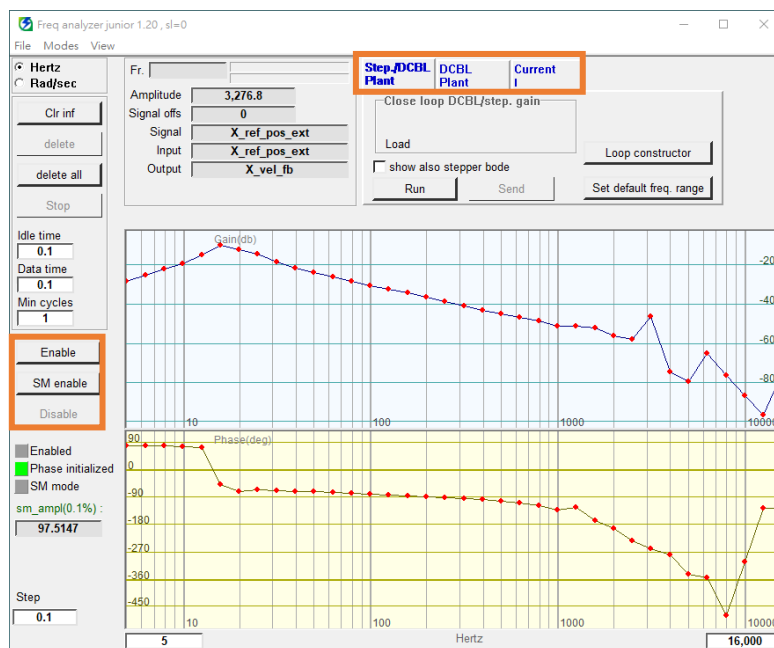 Freq analyzer junior 1.20 , sl=0
File Modes View
Hertz
Rad/sec
Clr inf
delete
delete all
Stop
Idle time
0.1
Data time
0.1
Min cycles
1
Enable
SM enable
Disable
Enabled
Phase initialized
SM mode
sm_ampl(0.1%) :
97.5147
Step
0.1
Fr.
Amplitude 3,276.8
Signal offs 0
Signal X_ref_pos_ext
Input X_ref_pos_ext
Output X_vel_fb
Step./DCBL Plant
DCBL Plant
Current I
Close loop DCBL/step. gain
Load
show also stepper bode
Run
Send
Loop constructor
Set default freq. range
Gain(db)
-20
-40
-60
-80
10 100 1000 10000
Phase(deg)
90
0
-90
-180
-270
-360
-450
10 100 1000 10000
5 Hertz 16,000